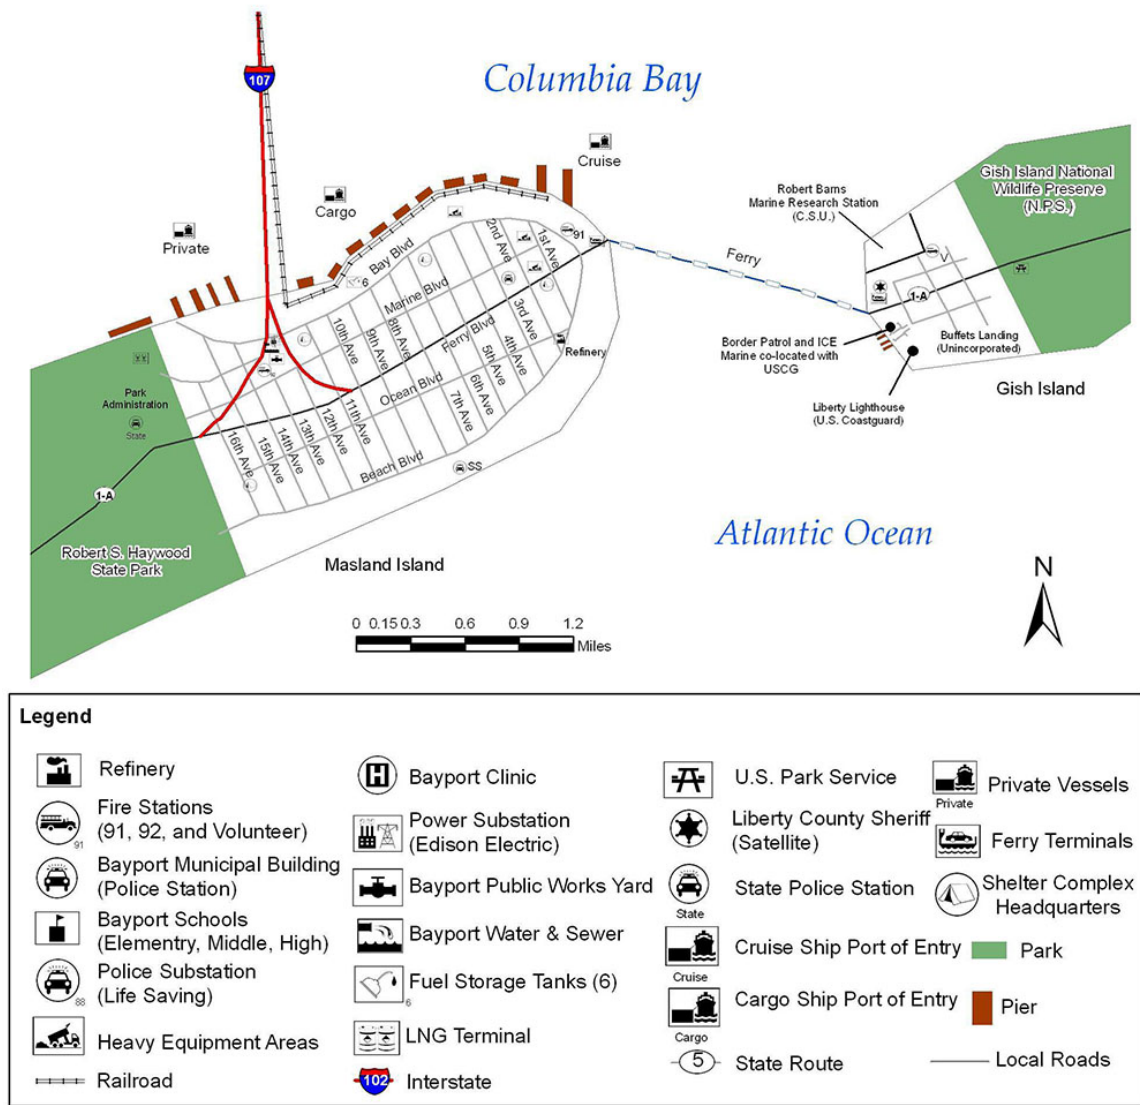 107
Columbia Bay
Cruise
Cargo
Private
Gish Island National
Wildlife Preserve
(N.P.S.)
Robert Barns
Marine Research Station
(C.S.U.)
V
Ferry
1-A
Border Patrol and ICE
Marine co-located with
USCG
Buffets Landing
(Unincorporated)
Liberty Lighthouse
(U.S. Coastguard)
Gish Island
91
6
Bay Blvd
Marine Blvd
Ferry Blvd
Ocean Blvd
Beach Blvd
1st Ave
2nd Ave
3rd Ave
4th Ave
5th Ave
6th Ave
7th Ave
8th Ave
9th Ave
10th Ave
11th Ave
12th Ave
13th Ave
14th Ave
15th Ave
16th Ave
Refinery
SS
Park
Administration
State
1-A
Robert S. Haywood
State Park
Masland Island
Atlantic Ocean
N
0 0.15 0.3 0.6 0.9 1.2
Miles
Legend
Refinery
91
Fire Stations
(91, 92, and Volunteer)
Bayport Municipal Building
(Police Station)
Bayport Schools
(Elementry, Middle, High)
88
Police Substation
(Life Saving)
Heavy Equipment Areas
Railroad
H
Bayport Clinic
Power Substation
(Edison Electric)
Bayport Public Works Yard
Bayport Water & Sewer
6
Fuel Storage Tanks (6)
LNG Terminal
102
Interstate
U.S. Park Service
Liberty County Sheriff
(Satellite)
State
State Police Station
Cruise
Cruise Ship Port of Entry
Cargo
Cargo Ship Port of Entry
5
State Route
Private
Private Vessels
Ferry Terminals
Shelter Complex
Headquarters
Park
Pier
Local Roads